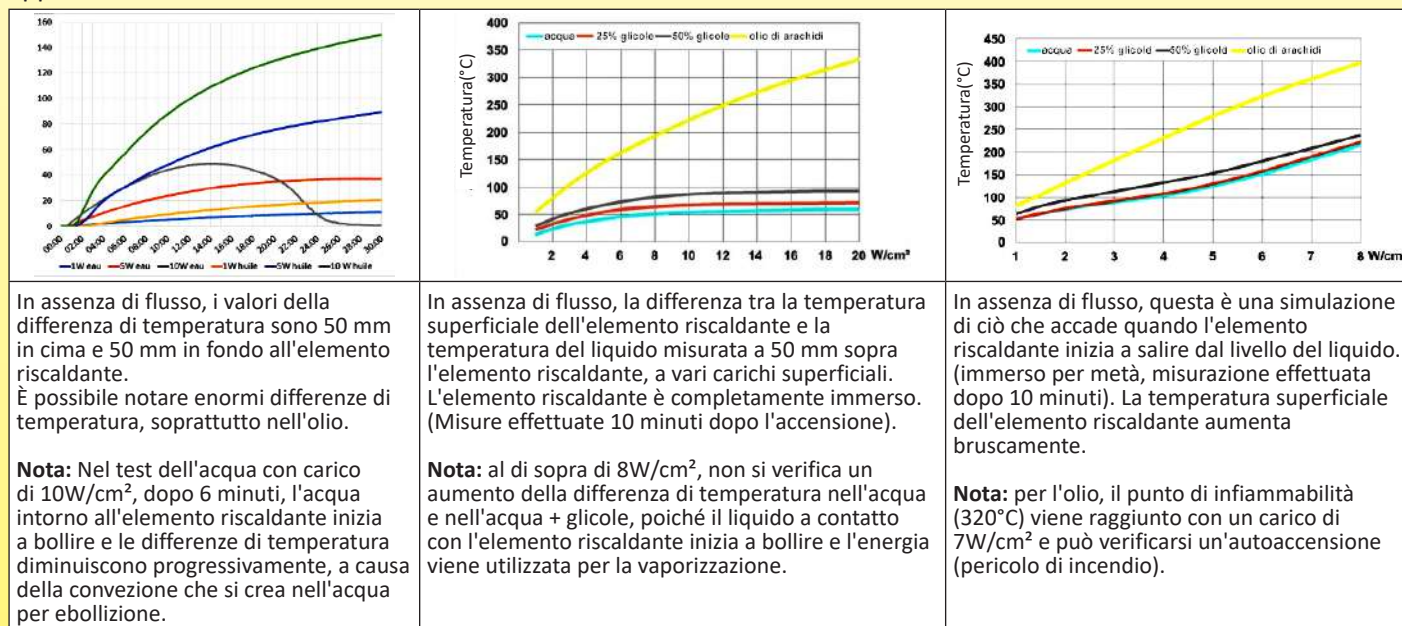 160
140
120
100
80
60
40
20
0
00:00 02:00 04:00 06:00 08:00 10:00 12:00 14:00 16:00 18:00 20:00 22:00 24:00 26:00 28:00 30:00
1W eau 5W eau 10W eau 1W huile 5W huile 10 W huile
Temperatura(°C)
400
350
300
250
200
150
100
50
0
acqua 25% glicole 50% glicole olio di arachidi
2 4 6 8 10 12 14 16 18 20 W/cm²
Temperatura(°C)
450
400
350
300
250
200
150
100
50
0
acqua 25% glicold 50% glicold olio di arachidi
1 2 3 4 5 6 7 8 W/cm
In assenza di flusso, i valori della
differenza di temperatura sono 50 mm
in cima e 50 mm in fondo all'elemento
riscaldante.
È possibile notare enormi differenze di
temperatura, soprattutto nell'olio.
Nota: Nel test dell'acqua con carico
di 10W/cm², dopo 6 minuti, l'acqua
intorno all'elemento riscaldante inizia
a bollire e le differenze di temperatura
diminuiscono progressivamente, a causa
della convezione che si crea nell'acqua
per ebollizione.
In assenza di flusso, la differenza tra la temperatura
superficiale dell'elemento riscaldante e la
temperatura del liquido misurata a 50 mm sopra
l'elemento riscaldante, a vari carichi superficiali.
L'elemento riscaldante è completamente immerso.
(Misure effettuate 10 minuti dopo l'accensione).
Nota: al di sopra di 8W/cm², non si verifica un
aumento della differenza di temperatura nell'acqua
e nell'acqua + glicole, poiché il liquido a contatto
con l'elemento riscaldante inizia a bollire e l'energia
viene utilizzata per la vaporizzazione.
In assenza di flusso, questa è una simulazione
di ciò che accade quando l'elemento
riscaldante inizia a salire dal livello del liquido.
(immerso per metà, misurazione effettuata
dopo 10 minuti). La temperatura superficiale
dell'elemento riscaldante aumenta
bruscamente.
Nota: per l'olio, il punto di infiammabilità
(320°C) viene raggiunto con un carico di
7W/cm² e può verificarsi un'autoaccensione
(pericolo di incendio).